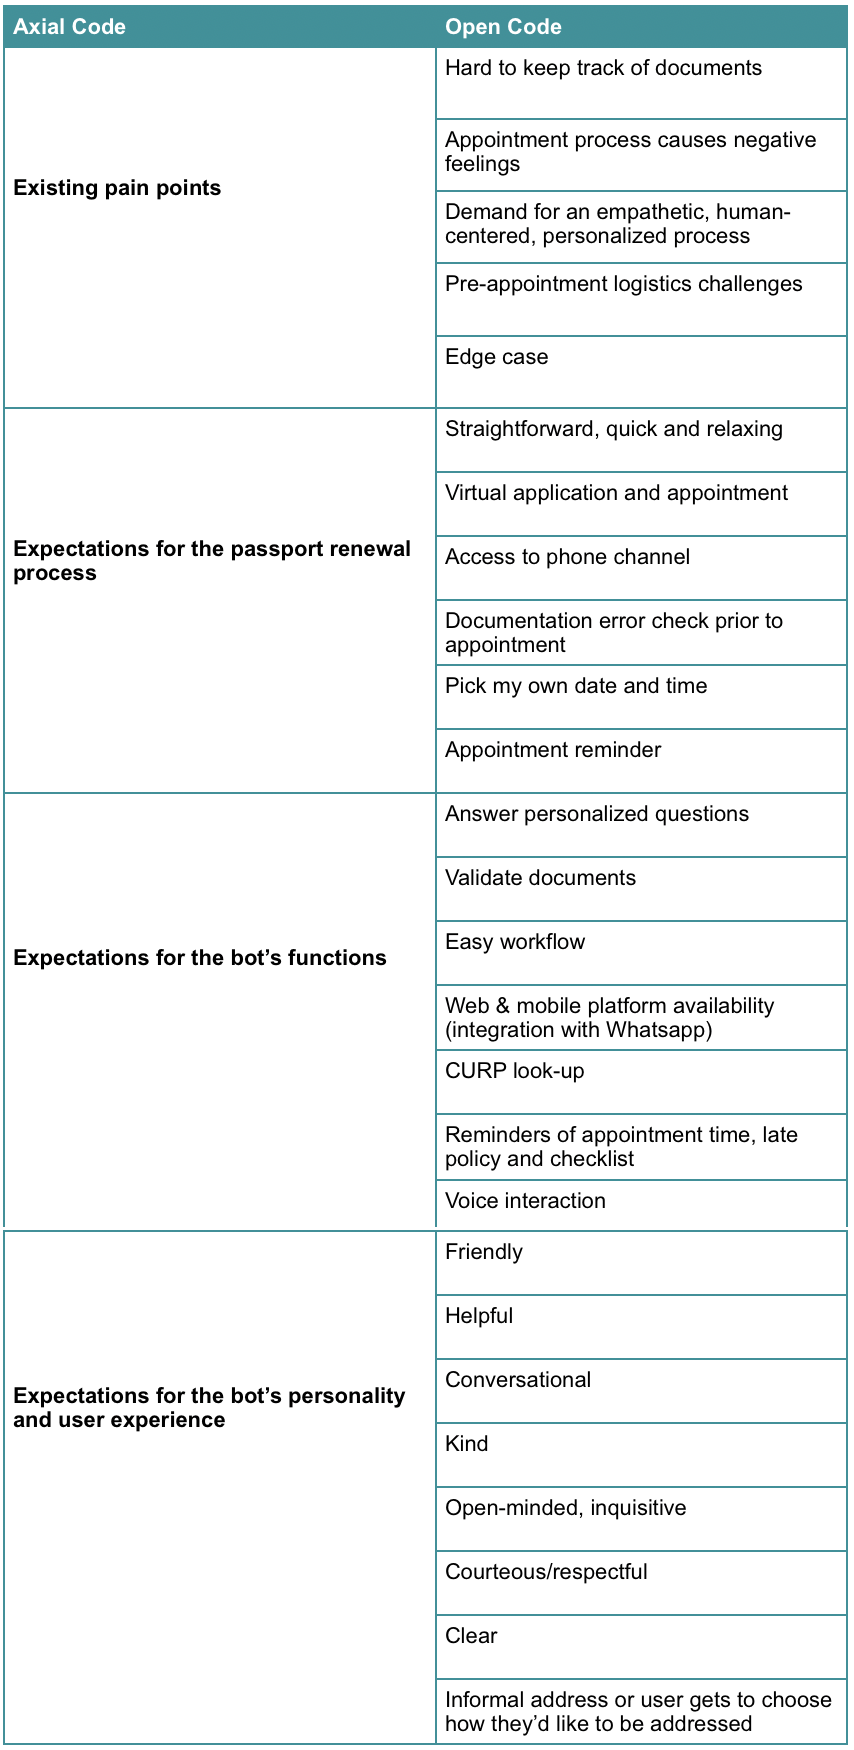 Axial Code
Open Code
Existing pain points
Hard to keep track of documents
Appointment process causes negative
feelings
Demand for an empathetic, human-
centered, personalized process
Pre-appointment logistics challenges
Edge case
Expectations for the passport renewal
process
Straightforward, quick and relaxing
Virtual application and appointment
Access to phone channel
Documentation error check prior to
appointment
Pick my own date and time
Appointment reminder
Expectations for the bot’s functions
Answer personalized questions
Validate documents
Easy workflow
Web & mobile platform availability
(integration with Whatsapp)
CURP look-up
Reminders of appointment time, late
policy and checklist
Voice interaction
Expectations for the bot’s personality
and user experience
Friendly
Helpful
Conversational
Kind
Open-minded, inquisitive
Courteous/respectful
Clear
Informal address or user gets to choose
how they’d like to be addressed